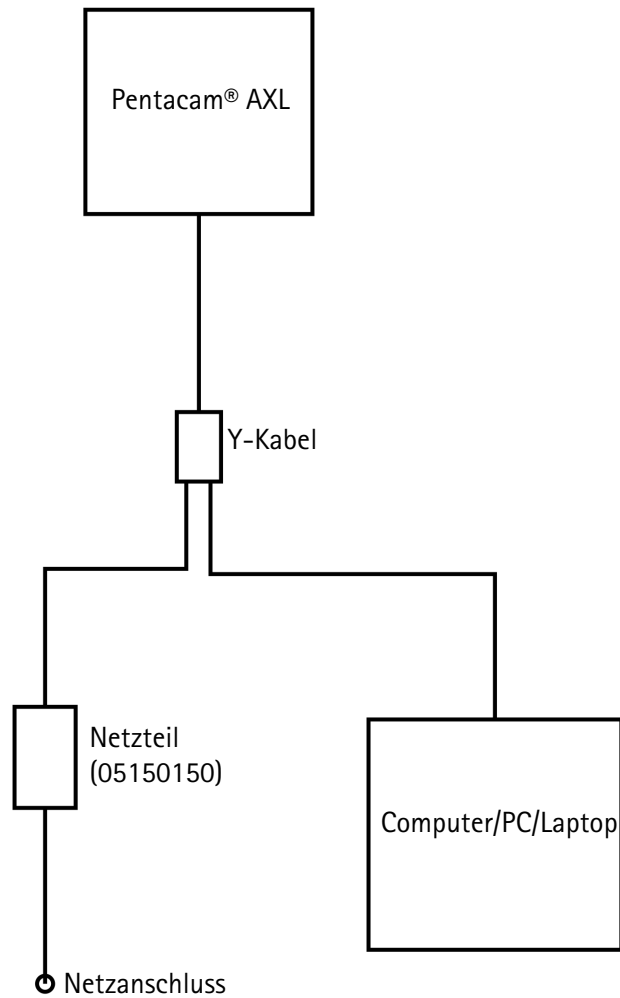 Pentacam® AXL
Y-Kabel
Netzteil
(05150150)
Computer/PC/Laptop
Netzanschluss